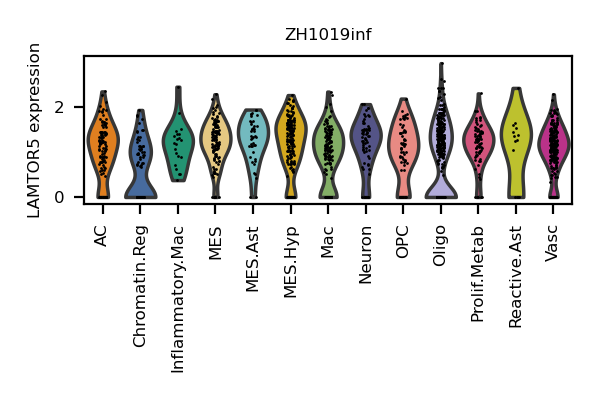 ZH1019inf
LAMTOR5 expression
2
0
AC
Chromatin.Reg
Inflammatory.Mac
MES
MES.Ast
MES.Hyp
Mac
Neuron
OPC
Oligo
Prolif.Metab
Reactive.Ast
Vasc